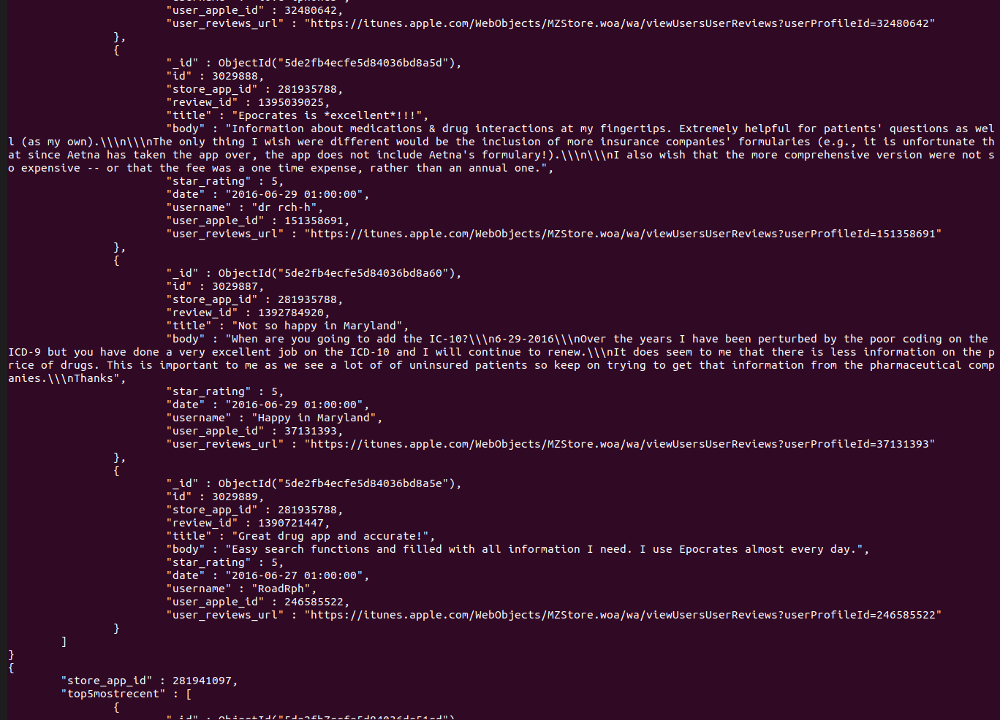 "user_apple_id" : 32480642,
"user_reviews_url" : "https://itunes.apple.com/WebObjects/MZStore.woa/wa/viewUsersUserReviews?userProfileId=32480642"
},
{
"_id" : ObjectId("5de2fb4ecfe5d84036bd8a5d"),
"id" : 3029888,
"store_app_id" : 281935788,
"review_id" : 1395039025,
"title" : "Epocrates is *excellent*!!!",
"body" : "Information about medications & drug interactions at my fingertips. Extremely helpful for patients' questions as wel
l (as my own).\\\n\\\nThe only thing I wish were different would be the inclusion of more insurance companies' formularies (e.g., it is unfortunate th
at since Aetna has taken the app over, the app does not include Aetna's formulary!).\\\n\\\nI also wish that the more comprehensive version were not s
o expensive -- or that the fee was a one time expense, rather than an annual one.",
"star_rating" : 5,
"date" : "2016-06-29 01:00:00",
"username" : "dr rch-h",
"user_apple_id" : 151358691,
"user_reviews_url" : "https://itunes.apple.com/WebObjects/MZStore.woa/wa/viewUsersUserReviews?userProfileId=151358691"
},
{
"_id" : ObjectId("5de2fb4ecfe5d84036bd8a60"),
"id" : 3029887,
"store_app_id" : 281935788,
"review_id" : 1392784920,
"title" : "Not so happy in Maryland",
"body" : "When are you going to add the IC-10?\\\n6-29-2016\\\nOver the years I have been perturbed by the poor coding on the
ICD-9 but you have done a very excellent job on the ICD-10 and I will continue to renew.\\\nIt does seem to me that there is less information on the p
rice of drugs. This is important to me as we see a lot of of uninsured patients so keep on trying to get that information from the pharmaceutical comp
anies.\\\nThanks",
"star_rating" : 5,
"date" : "2016-06-29 01:00:00",
"username" : "Happy in Maryland",
"user_apple_id" : 37131393,
"user_reviews_url" : "https://itunes.apple.com/WebObjects/MZStore.woa/wa/viewUsersUserReviews?userProfileId=37131393"
},
{
"_id" : ObjectId("5de2fb4ecfe5d84036bd8a5e"),
"id" : 3029889,
"store_app_id" : 281935788,
"review_id" : 1390721447,
"title" : "Great drug app and accurate!",
"body" : "Easy search functions and filled with all information I need. I use Epocrates almost every day.",
"star_rating" : 5,
"date" : "2016-06-27 01:00:00",
"username" : "RoadRph",
"user_apple_id" : 246585522,
"user_reviews_url" : "https://itunes.apple.com/WebObjects/MZStore.woa/wa/viewUsersUserReviews?userProfileId=246585522"
}
]
}
{
"store_app_id" : 281941097,
"top5mostrecent" : [
{